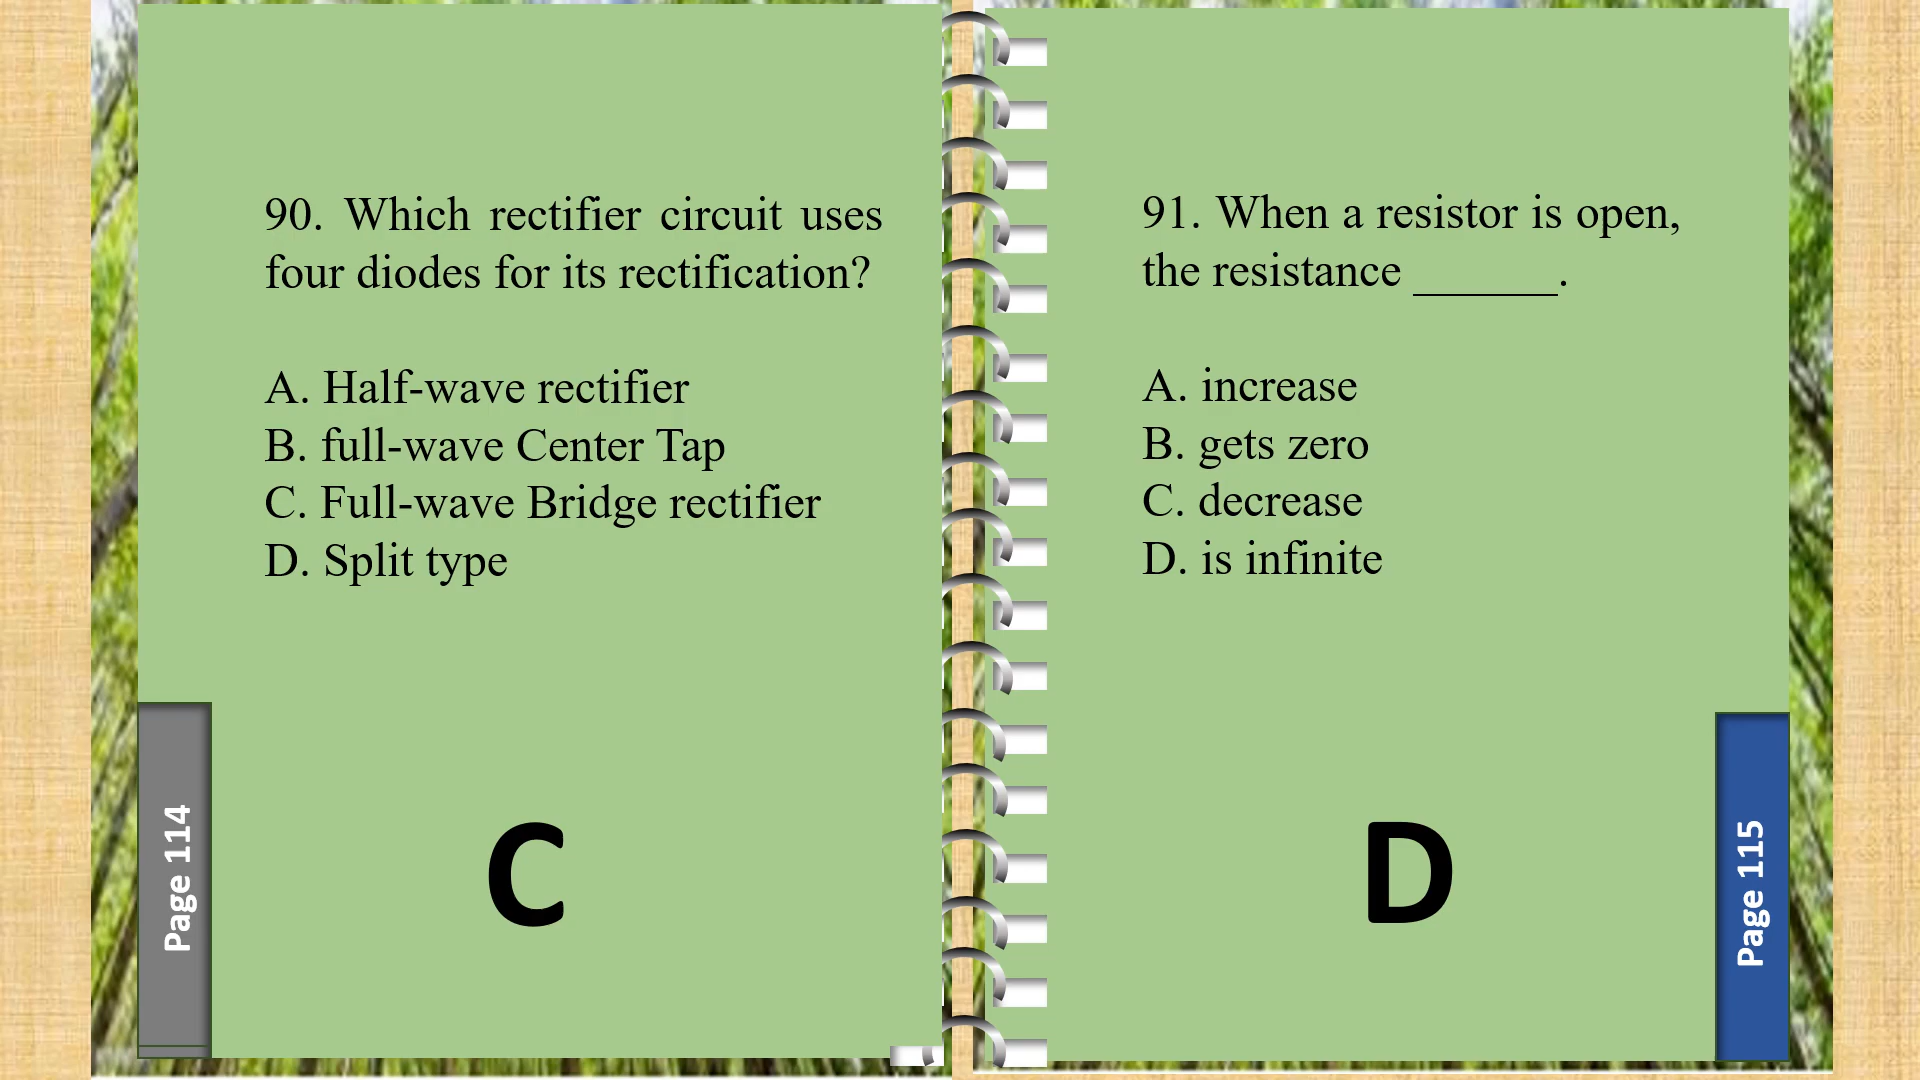 90. Which rectifier circuit uses
four diodes for its rectification?
A. Half-wave rectifier
B. full-wave Center Tap
C. Full-wave Bridge rectifier
D. Split type
C
Page 114
91. When a resistor is open,
the resistance ______.
A. increase
B. gets zero
C. decrease
D. is infinite
D
Page 115